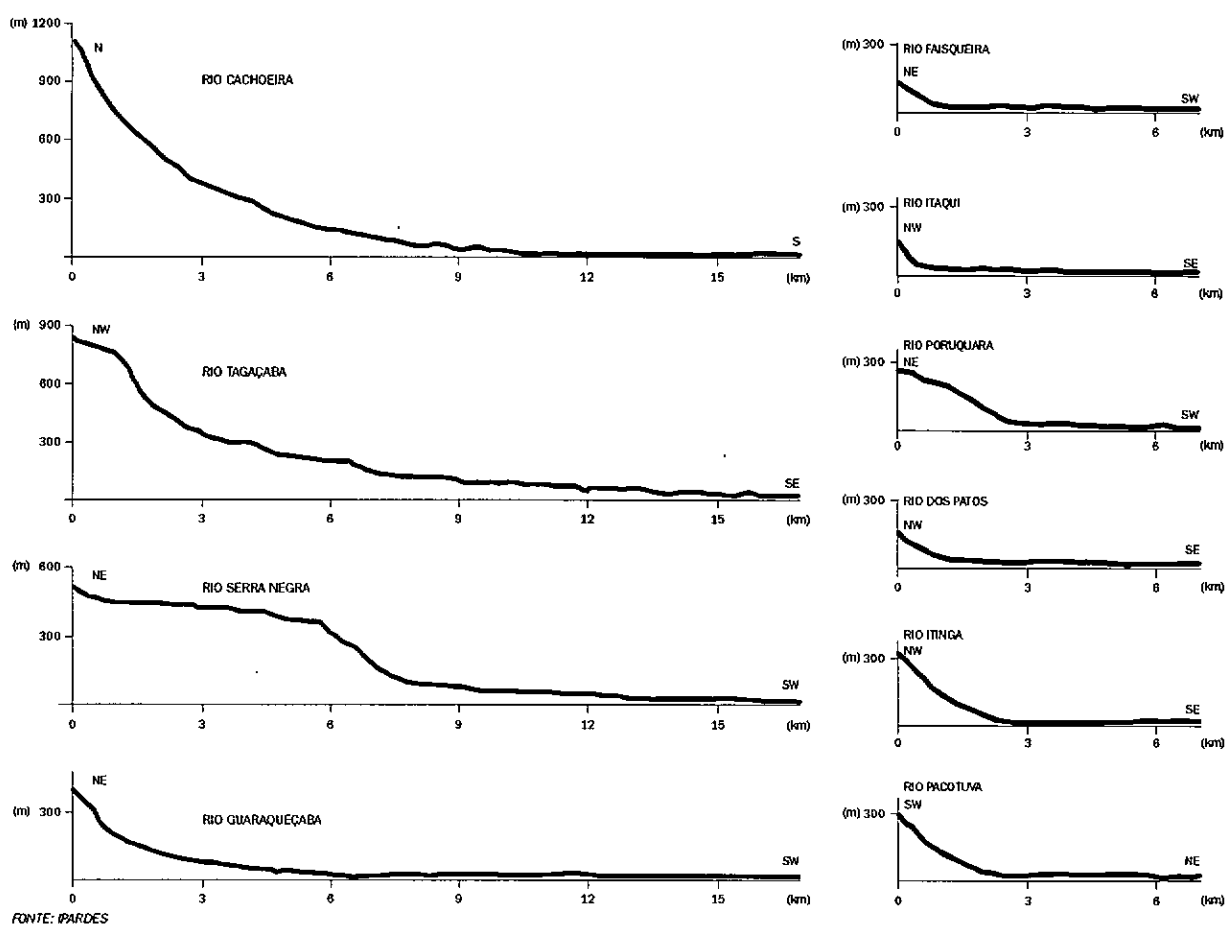 (m) 1200
N
RIO CACHOEIRA
900
600
300
S
0 3 6 9 12 15 (km)
(m) 900
NW
RIO TAGAÇABA
600
300
SE
0 3 6 9 12 15 (km)
(m) 600
NE
RIO SERRA NEGRA
300
SW
0 3 6 9 12 15 (km)
NE
(m) 300
RIO GUARAQUEÇABA
SW
0 3 6 9 12 15 (km)
FONTE: IPARDES
(m) 300
RIO FAISQUEIRA
NE
SW
0 3 6 (km)
(m) 300
RIO ITAQUI
NW
SE
0 3 6 (km)
RIO PORUQUARA
(m) 300
NE
SW
0 3 6 (km)
(m) 300
RIO DOS PATOS
NW
SE
0 3 6 (km)
RIO ITINGA
NW
(m) 300
SE
0 3 6 (km)
RIO PACOTUVA
SW
(m) 300
NE
0 3 6 (km)